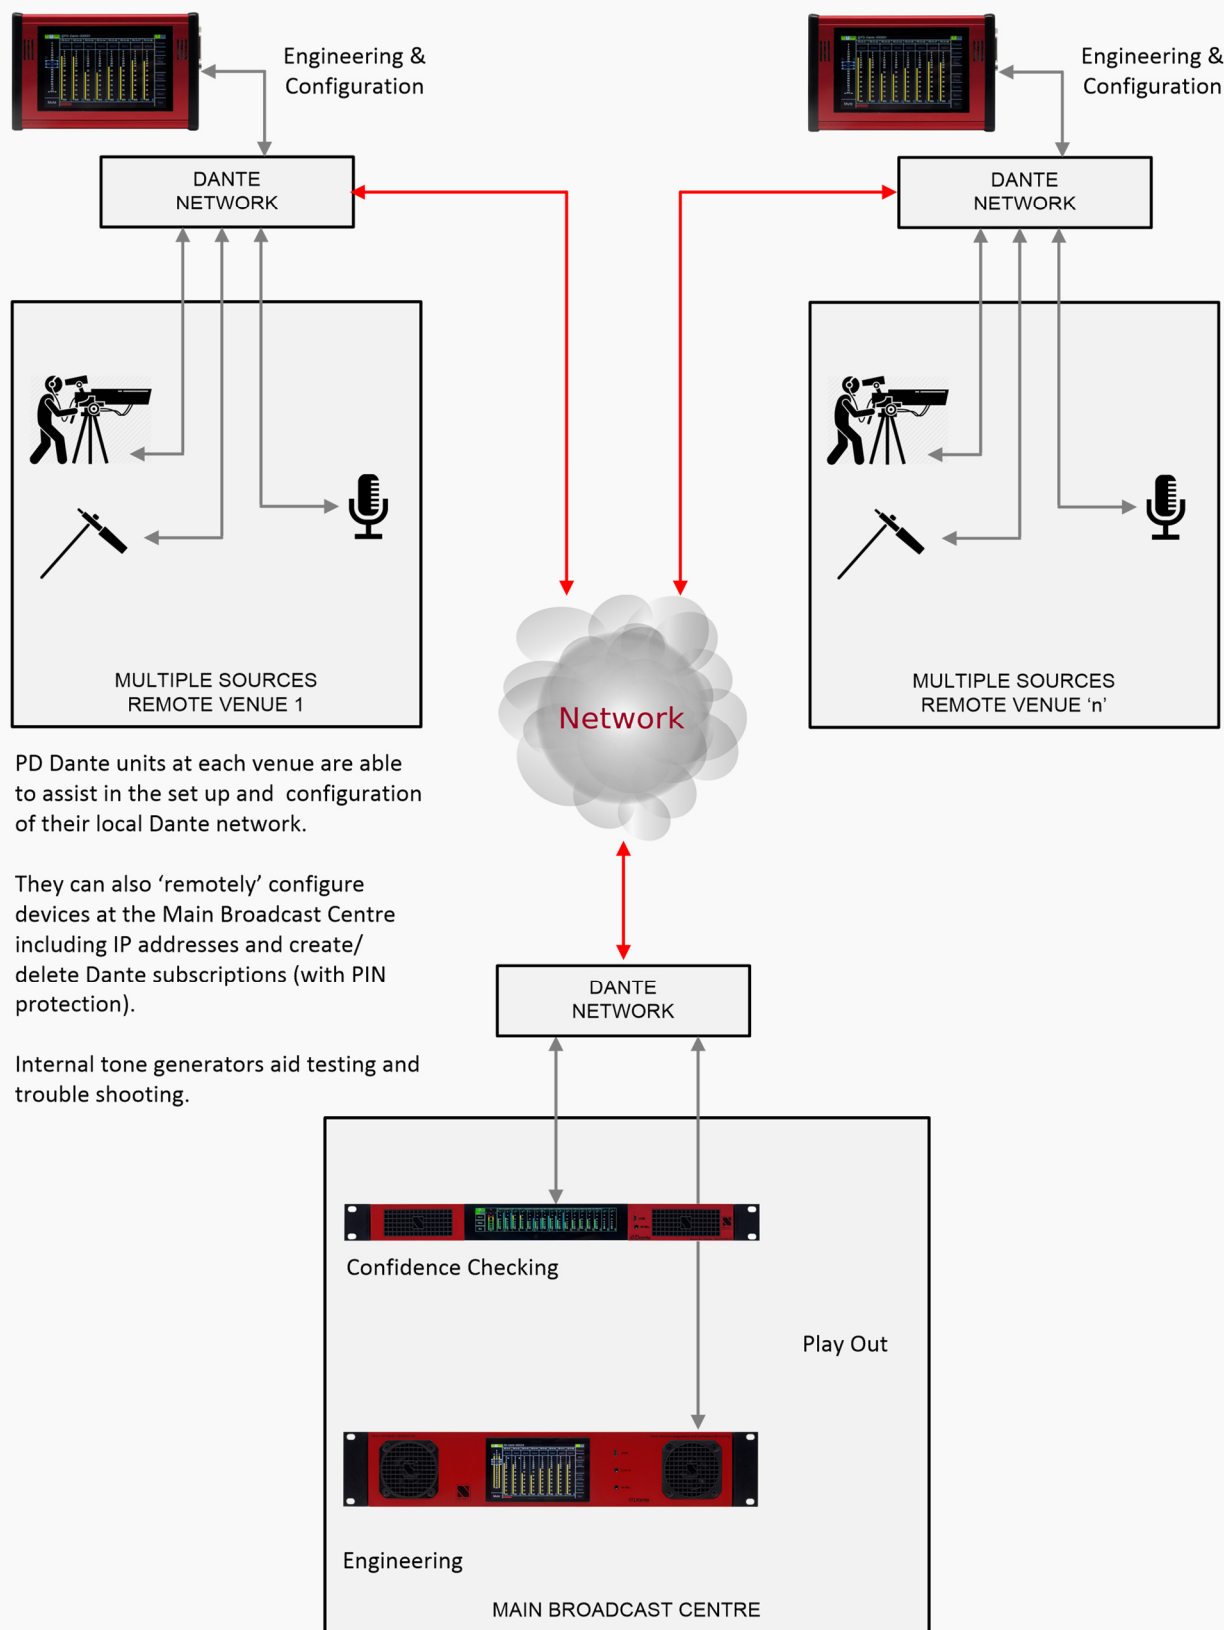 Engineering &
Configuration
Engineering &
Configuration
DANTE
NETWORK
DANTE
NETWORK
MULTIPLE SOURCES
REMOTE VENUE 1
MULTIPLE SOURCES
REMOTE VENUE ‘n’
Network
PD Dante units at each venue are able
to assist in the set up and  configuration
of their local Dante network.
They can also ‘remotely’ configure
devices at the Main Broadcast Centre
including IP addresses and create/
delete Dante subscriptions (with PIN
protection).
Internal tone generators aid testing and
trouble shooting.
DANTE
NETWORK
Confidence Checking
Play Out
Engineering
MAIN BROADCAST CENTRE